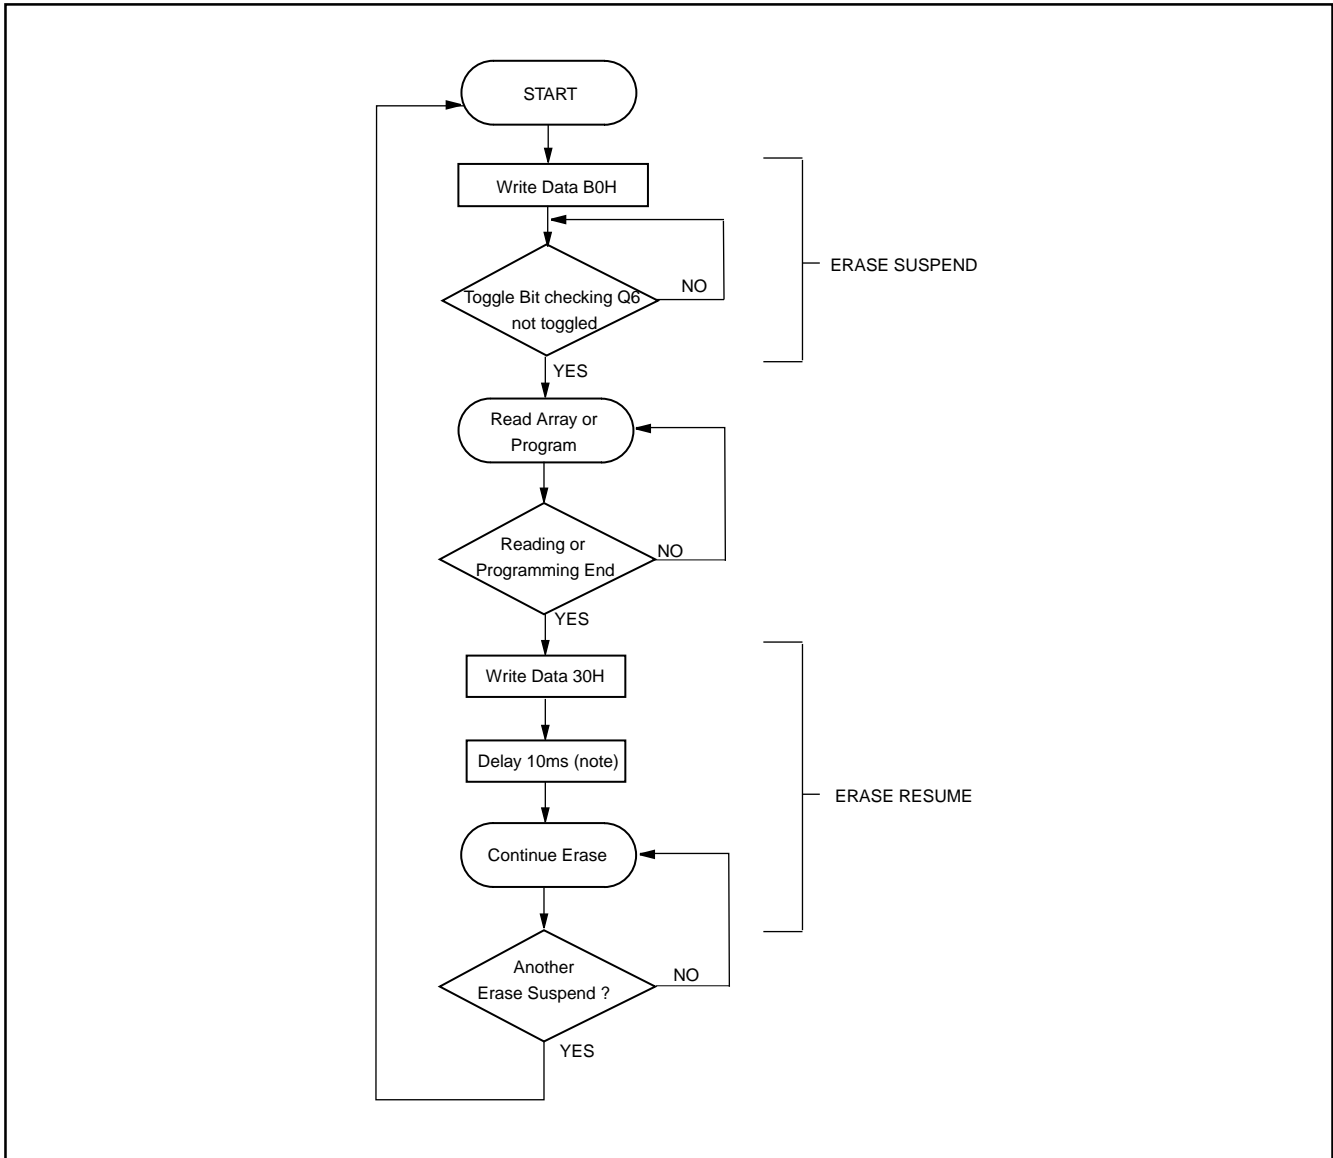 START
Write Data B0H
ERASE SUSPEND
Toggle Bit checking Q6
not toggled
NO
YES
Read Array or
Program
Reading or
Programming End
NO
YES
Write Data 30H
Delay 10ms (note)
ERASE RESUME
Continue Erase
Another
Erase Suspend ?
NO
YES